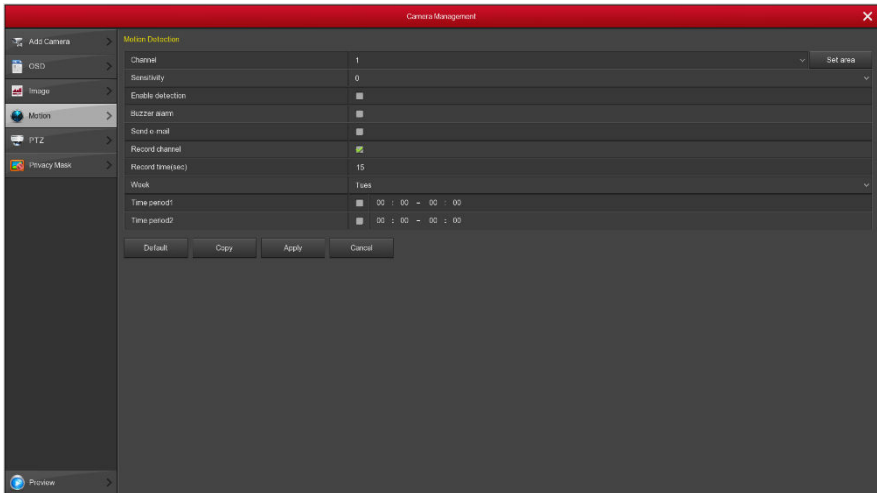 Camera Management
Add Camera
OSD
Image
Motion
PTZ
Privacy Mask
Preview
Motion Detection
Channel 1 Set area
Sensitivity 0
Enable detection
Buzzer alarm
Send e-mail
Record channel
Record time(sec) 15
Week Tues
Time period1 00 : 00 - 00 : 00
Time period2 00 : 00 - 00 : 00
Default Copy Apply Cancel